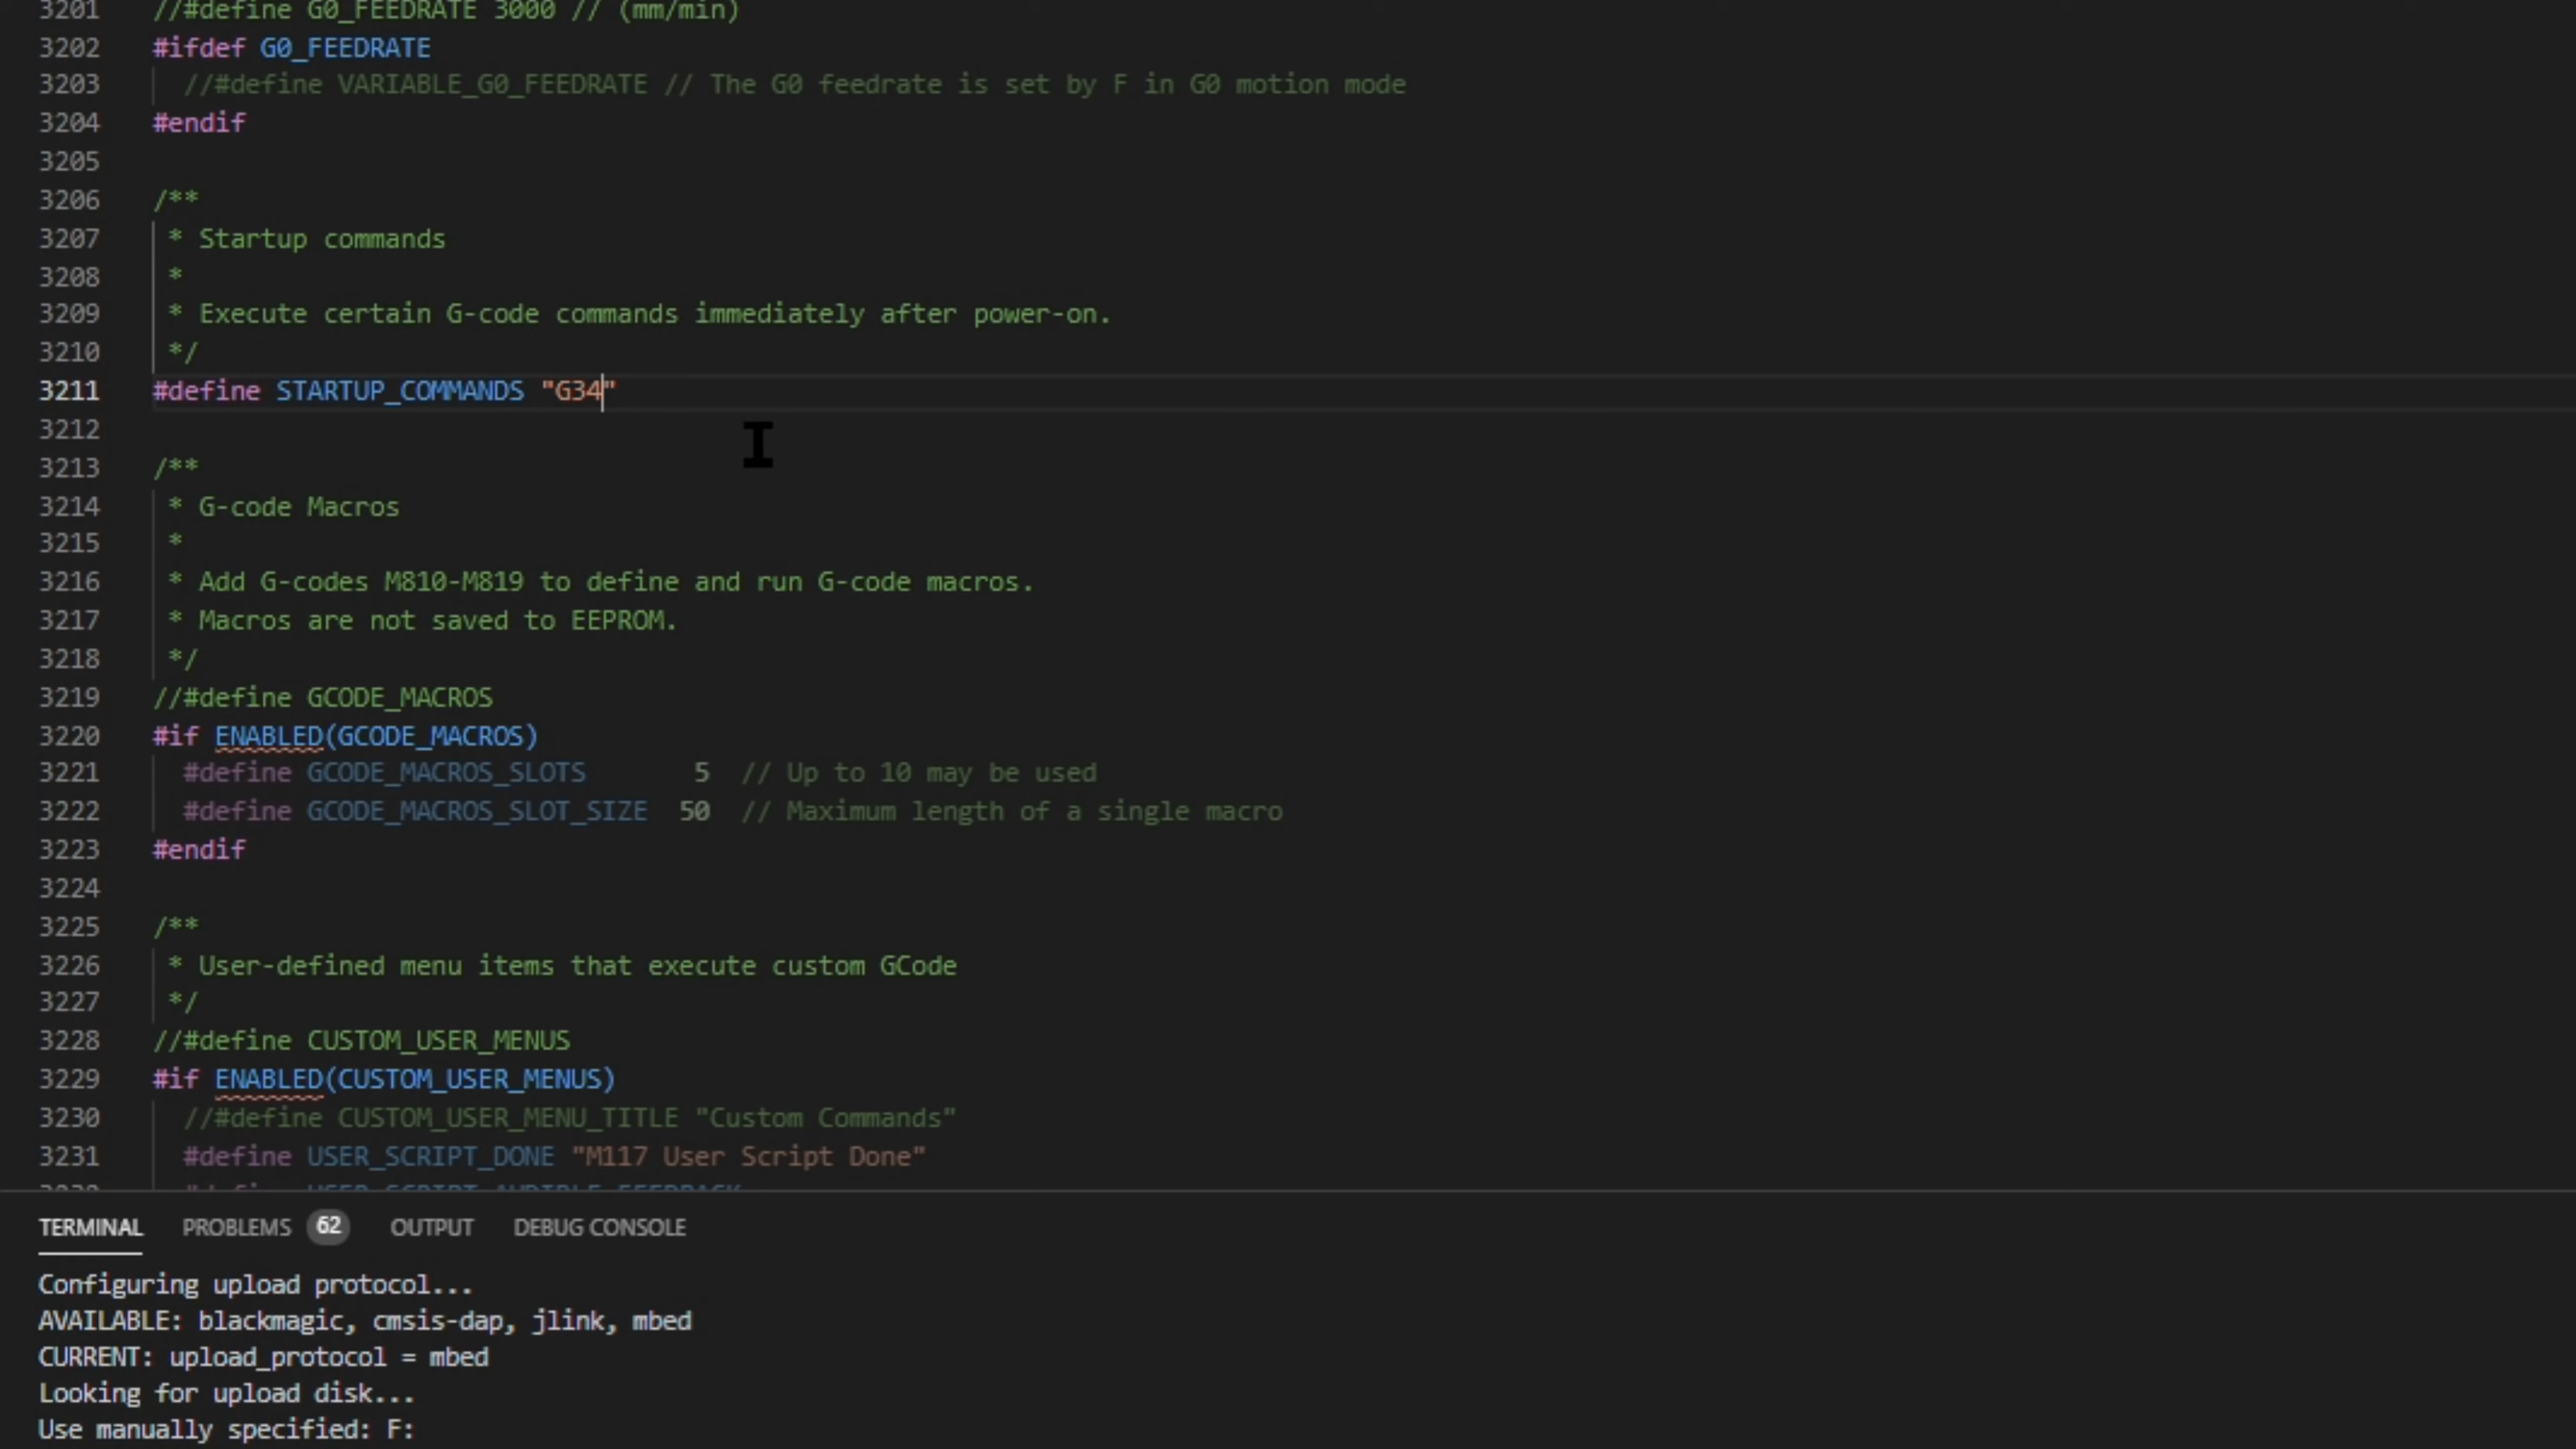 3201 //#define G0_FEEDRATE 3000 // (mm/min)
3202 #ifdef G0_FEEDRATE
3203 //#define VARIABLE_G0_FEEDRATE // The G0 feedrate is set by F in G0 motion mode
3204 #endif
3205
3206 /**
3207 * Startup commands
3208 *
3209 * Execute certain G-code commands immediately after power-on.
3210 */
3211 #define STARTUP_COMMANDS "G34"
3212
3213 /**
3214 * G-code Macros
3215 *
3216 * Add G-codes M810-M819 to define and run G-code macros.
3217 * Macros are not saved to EEPROM.
3218 */
3219 //#define GCODE_MACROS
3220 #if ENABLED(GCODE_MACROS)
3221 #define GCODE_MACROS_SLOTS 5 // Up to 10 may be used
3222 #define GCODE_MACROS_SLOT_SIZE 50 // Maximum length of a single macro
3223 #endif
3224
3225 /**
3226 * User-defined menu items that execute custom GCode
3227 */
3228 //#define CUSTOM_USER_MENUS
3229 #if ENABLED(CUSTOM_USER_MENUS)
3230 //#define CUSTOM_USER_MENU_TITLE "Custom Commands"
3231 #define USER_SCRIPT_DONE "M117 User Script Done"
TERMINAL PROBLEMS 62 OUTPUT DEBUG CONSOLE
Configuring upload protocol...
AVAILABLE: blackmagic, cmsis-dap, jlink, mbed
CURRENT: upload_protocol = mbed
Looking for upload disk...
Use manually specified: F: